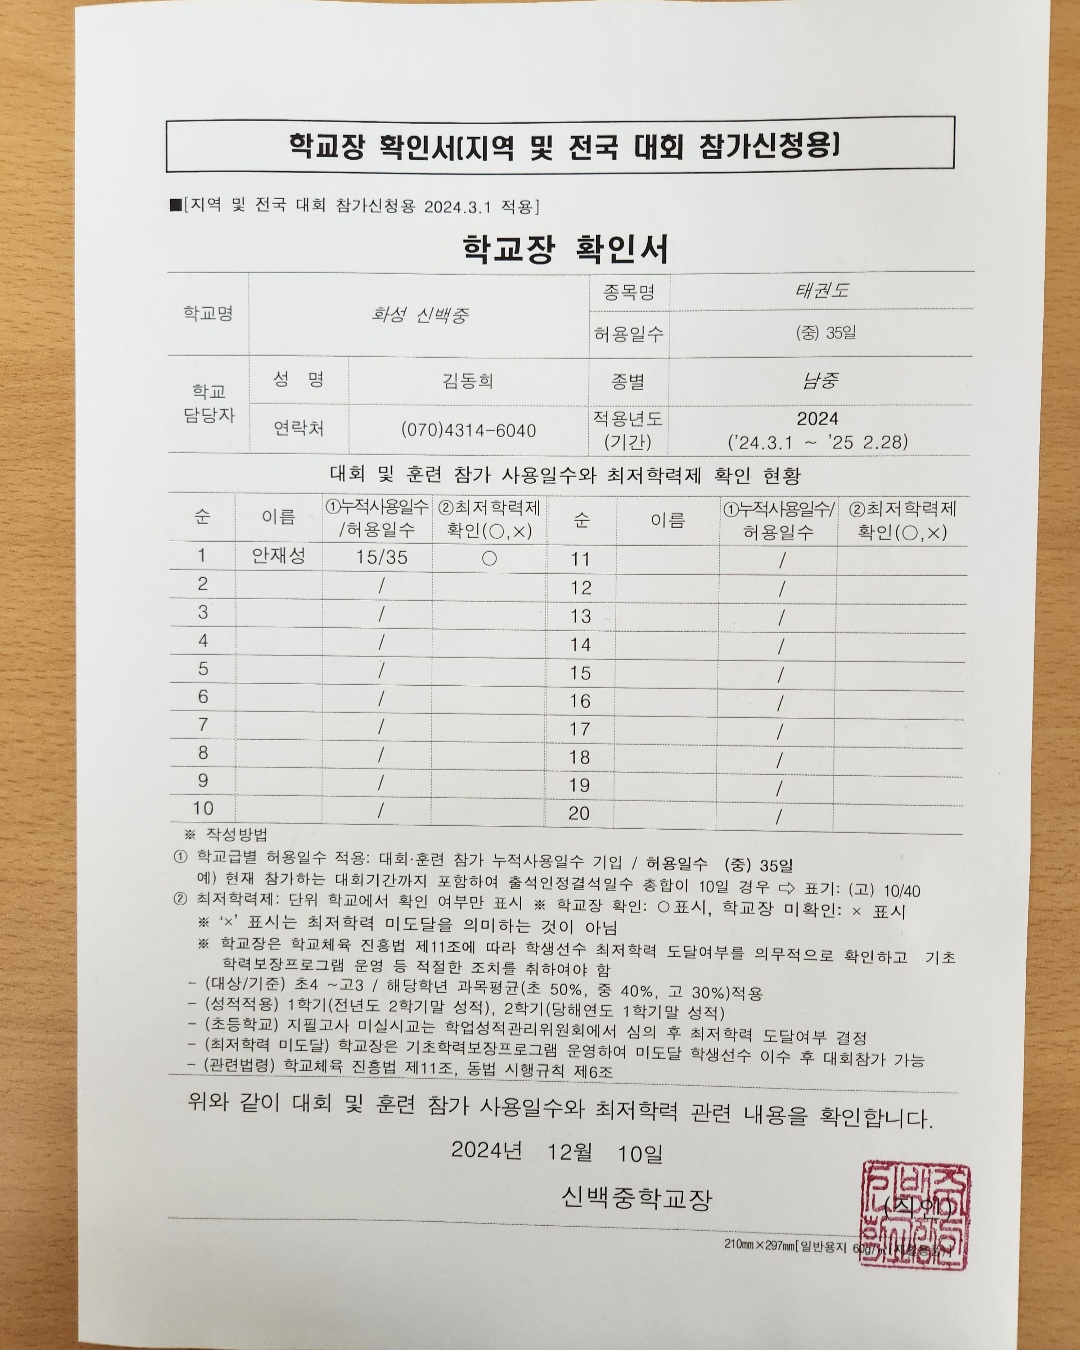 학교장 확인서(지역 및 전국 대회 참가신청용)
■[지역 및 전국 대회 참가신청용 2024.3.1 적용]
학교장 확인서
학교명 화성 신백중 종목명 태권도
허용일수 (중) 35일
학교 담당자 성 명 김동희 종별 남중
연락처 (070)4314-6040 적용년도 (기간) 2024 ('24.3.1 ~ '25 2.28)
대회 및 훈련 참가 사용일수와 최저학력제 확인 현황
순 이름 ①누적사용일수/허용일수 ②최저학력제 확인(○,×) 순 이름 ①누적사용일수/허용일수 ②최저학력제 확인(○,×)
1 안재성 15/35 ○ 11 /
2 / 12 /
3 / 13 /
4 / 14 /
5 / 15 /
6 / 16 /
7 / 17 /
8 / 18 /
9 / 19 /
10 / 20 /
※ 작성방법
① 학교급별 허용일수 적용: 대회·훈련 참가 누적사용일수 기입 / 허용일수 (중) 35일
예) 현재 참가하는 대회기간까지 포함하여 출석인정결석일수 총합이 10일 경우 ⇨ 표기: (고) 10/40
② 최저학력제: 단위 학교에서 확인 여부만 표시 ※ 학교장 확인: ○표시, 학교장 미확인: × 표시
※ '×' 표시는 최저학력 미도달을 의미하는 것이 아님
※ 학교장은 학교체육 진흥법 제11조에 따라 학생선수 최저학력 도달여부를 의무적으로 확인하고 기초
학력보장프로그램 운영 등 적절한 조치를 취하여야 함
- (대상/기준) 초4 ~고3 / 해당학년 과목평균(초 50%, 중 40%, 고 30%)적용
- (성적적용) 1학기(전년도 2학기말 성적), 2학기(당해연도 1학기말 성적)
- (초등학교) 지필고사 미실시교는 학업성적관리위원회에서 심의 후 최저학력 도달여부 결정
- (최저학력 미도달) 학교장은 기초학력보장프로그램 운영하여 미도달 학생선수 이수 후 대회참가 가능
- (관련법령) 학교체육 진흥법 제11조, 동법 시행규칙 제6조
위와 같이 대회 및 훈련 참가 사용일수와 최저학력 관련 내용을 확인합니다.
2024년 12월 10일
신백중학교장 (직인)
210㎜×297㎜[일반용지 60g/㎡